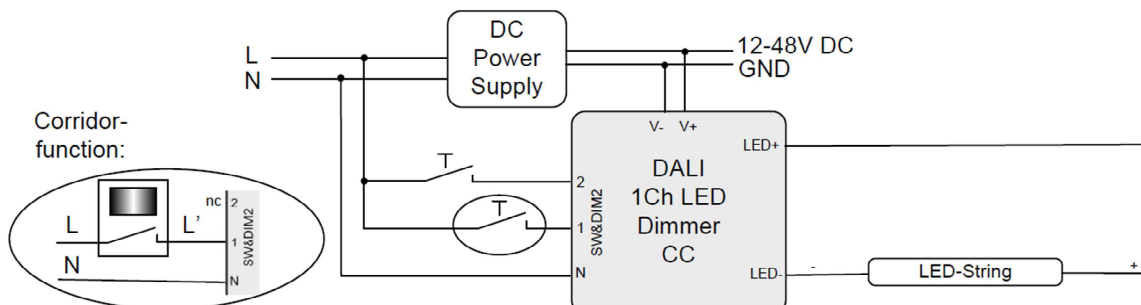 DC
Power
Supply
L
N
12-48V DC
GND
Corridor-
function:
nc
2
1
N
SW&DIM2
L
L’
N
V-
V+
LED+
DALI
1Ch LED
Dimmer
CC
2
1
N
SW&DIM2
LED-
-
LED-String
+